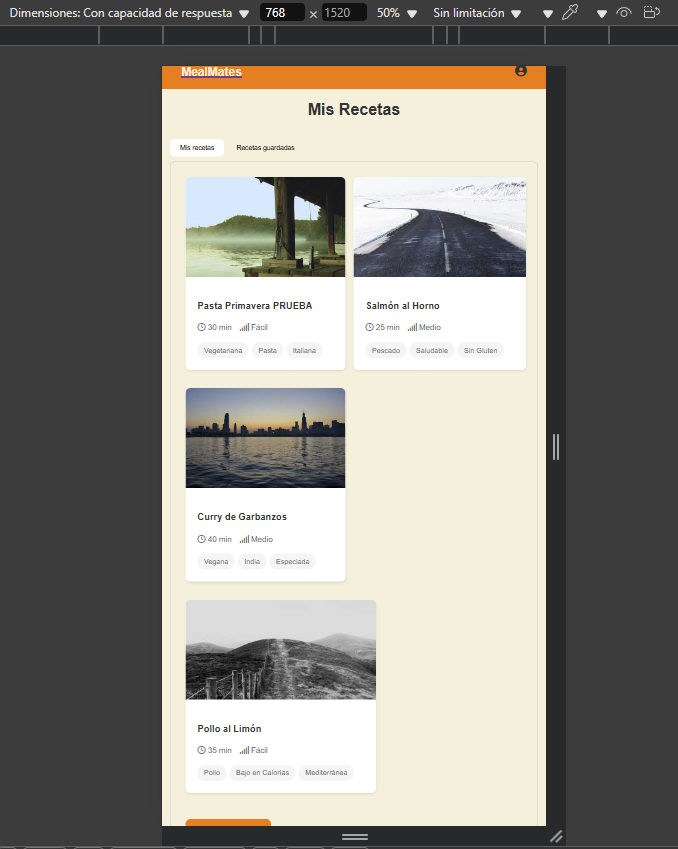 Dimensiones: Con capacidad de respuesta 768 × 1520 50% Sin limitación
MealMates
Mis Recetas
Mis recetas Recetas guardadas
Pasta Primavera PRUEBA
30 min Fácil
Vegetariana Pasta Italiana
Salmón al Horno
25 min Medio
Pescado Saludable Sin Gluten
Curry de Garbanzos
40 min Medio
Vegana India Especiada
Pollo al Limón
35 min Fácil
Pollo Bajo en Calorías Mediterránea